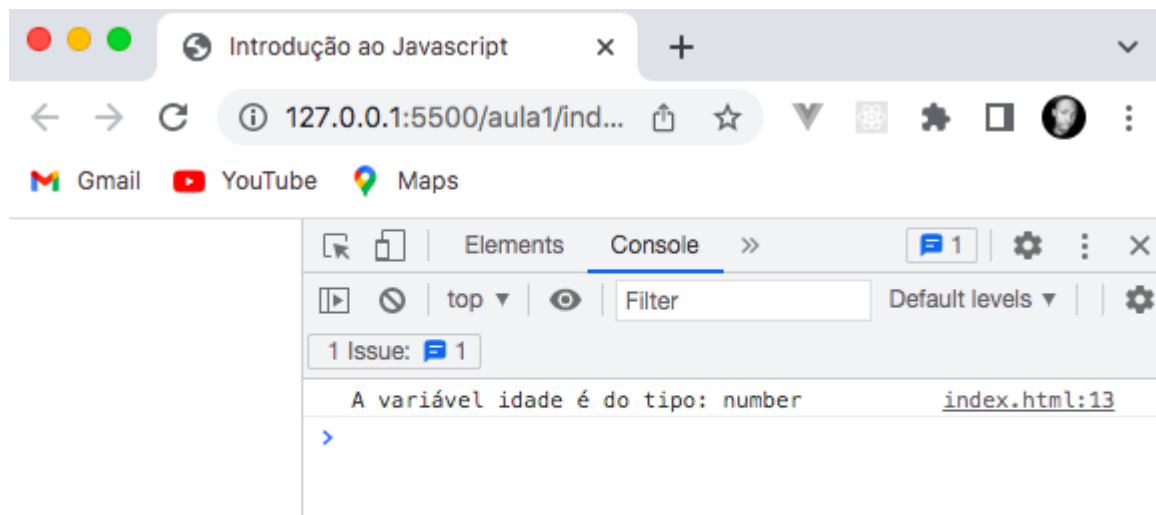 Introdução ao Javascript
127.0.0.1:5500/aula1/ind...
Gmail YouTube Maps
Elements Console 1
top Filter Default levels
1 Issue: 1
A variável idade é do tipo: number index.html:13